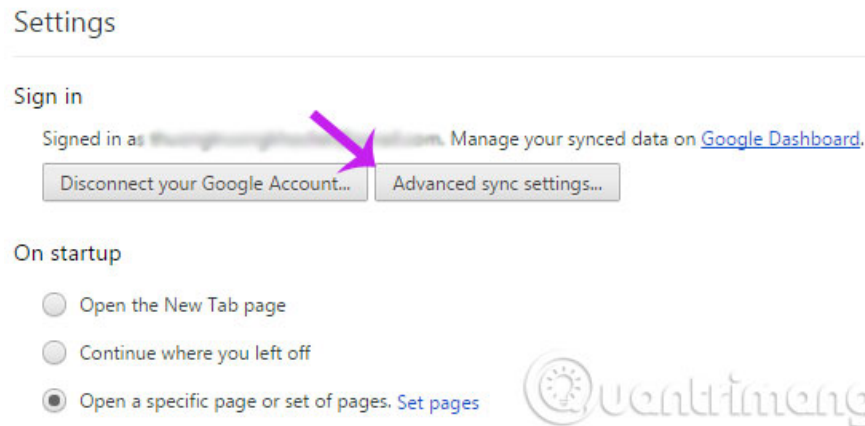 Settings
Sign in
Signed in as . Manage your synced data on Google Dashboard.
Disconnect your Google Account... Advanced sync settings...
On startup
Open the New Tab page
Continue where you left off
Open a specific page or set of pages. Set pages
Quantrimang